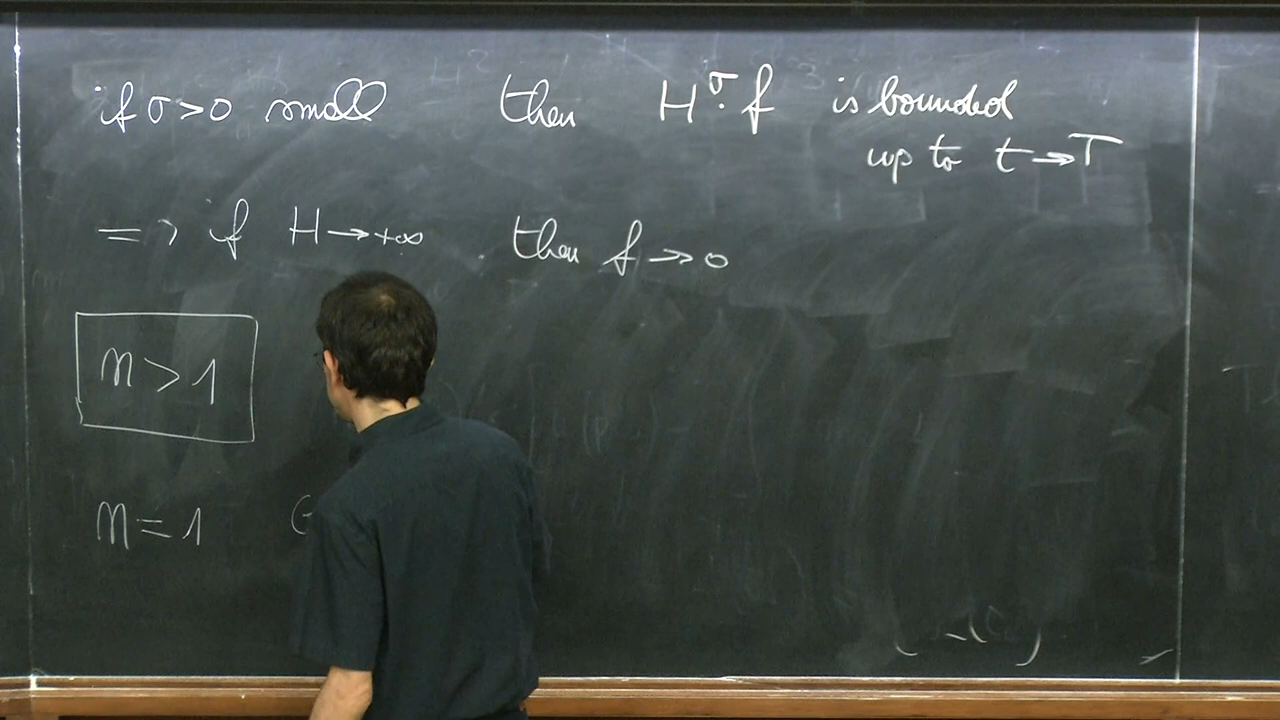 if σ > 0 small then H^σ · f is bounded
up to t → T
=> if H → +∞ then f → 0
n > 1
n = 1 G